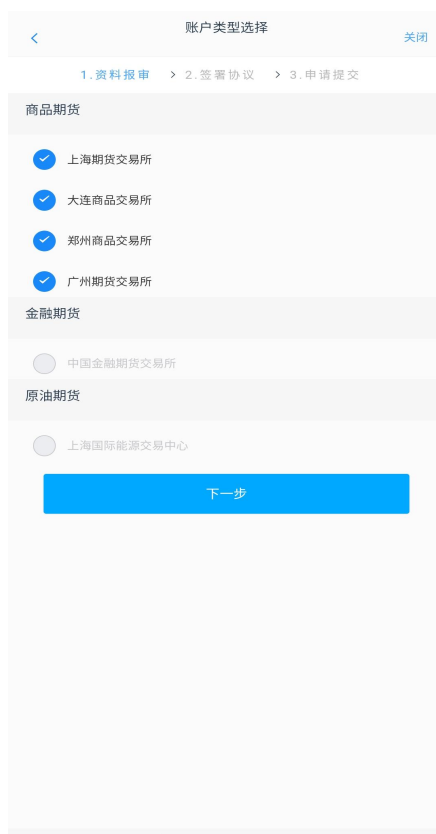 账户类型选择
关闭
1.资料报审 > 2.签署协议 > 3.申请提交
商品期货
上海期货交易所
大连商品交易所
郑州商品交易所
广州期货交易所
金融期货
中国金融期货交易所
原油期货
上海国际能源交易中心
下一步